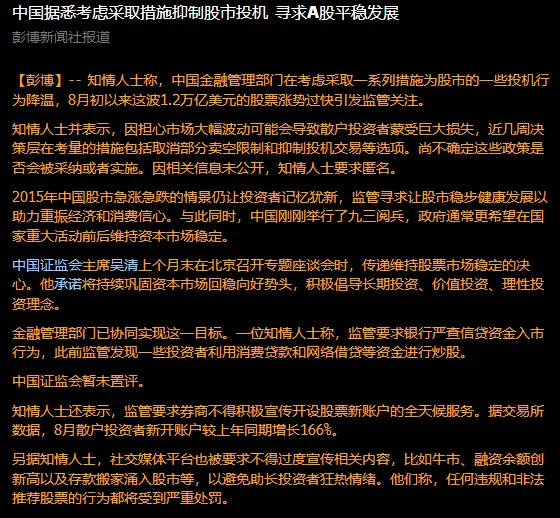 中国据悉考虑采取措施抑制股市投机 寻求A股平稳发展
彭博新闻社报道
【彭博】-- 知情人士称，中国金融管理部门在考虑采取一系列措施为股市的一些投机行
为降温，8月初以来这波1.2万亿美元的股票涨势过快引发监管关注。
知情人士并表示，因担心市场大幅波动可能会导致散户投资者蒙受巨大损失，近几周决
策层在考量的措施包括取消部分卖空限制和抑制投机交易等选项。尚不确定这些政策是
否会被采纳或者实施。因相关信息未公开，知情人士要求匿名。
2015年中国股市急涨急跌的情景仍让投资者记忆犹新，监管寻求让股市稳步健康发展以
助力重振经济和消费信心。与此同时，中国刚刚举行了九三阅兵，政府通常更希望在国
家重大活动前后维持资本市场稳定。
中国证监会主席吴清上个月末在北京召开专题座谈会时，传递维持股票市场稳定的决
心。他承诺将持续巩固资本市场回稳向好势头，积极倡导长期投资、价值投资、理性投
资理念。
金融管理部门已协同实现这一目标。一位知情人士称，监管要求银行严查信贷资金入市
行为，此前监管发现一些投资者利用消费贷款和网络借贷等资金进行炒股。
中国证监会暂未置评。
知情人士还表示，监管要求券商不得积极宣传开设股票新账户的全天候服务。据交易所
数据，8月散户投资者新开账户较上年同期增长166%。
另据知情人士，社交媒体平台也被要求不得过度宣传相关内容，比如牛市、融资余额创
新高以及存款搬家涌入股市等，以避免助长投资者狂热情绪。他们称，任何违规和非法
推荐股票的行为都将受到严重处罚。